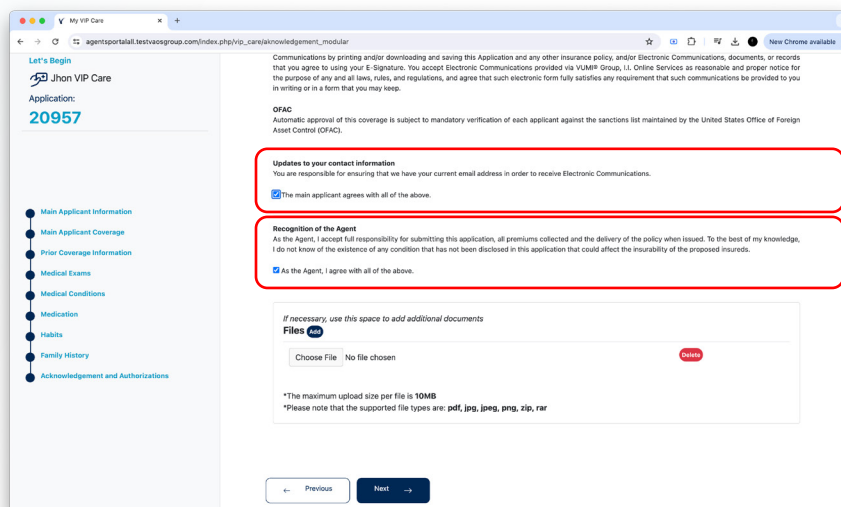 My VIP Care
agentsportalall.testvaosgroup.com/index.php/vip_care/aknowledgement_modular
New Chrome available
Let's Begin
Jhon VIP Care
Application:
20957
Main Applicant Information
Main Applicant Coverage
Prior Coverage Information
Medical Exams
Medical Conditions
Medication
Habits
Family History
Acknowledgement and Authorizations
Communications by printing and/or downloading and saving this Application and any other insurance policy, and/or Electronic Communications, documents, or records
that you agree to using your E-Signature. You accept Electronic Communications provided via VUMI® Group, I.I. Online Services as reasonable and proper notice for
the purpose of any and all laws, rules, and regulations, and agree that such electronic form fully satisfies any requirement that such communications be provided to you
in writing or in a form that you may keep.
OFAC
Automatic approval of this coverage is subject to mandatory verification of each applicant against the sanctions list maintained by the United States Office of Foreign
Asset Control (OFAC).
Updates to your contact information
You are responsible for ensuring that we have your current email address in order to receive Electronic Communications.
The main applicant agrees with all of the above.
Recognition of the Agent
As the Agent, I accept full responsibility for submitting this application, all premiums collected and the delivery of the policy when issued. To the best of my knowledge,
I do not know of the existence of any condition that has not been disclosed in this application that could affect the insurability of the proposed insureds.
As the Agent, I agree with all of the above.
If necessary, use this space to add additional documents
Files Add
Choose File No file chosen Delete
*The maximum upload size per file is 10MB
*Please note that the supported file types are: pdf, jpg, jpeg, png, zip, rar
← Previous Next →